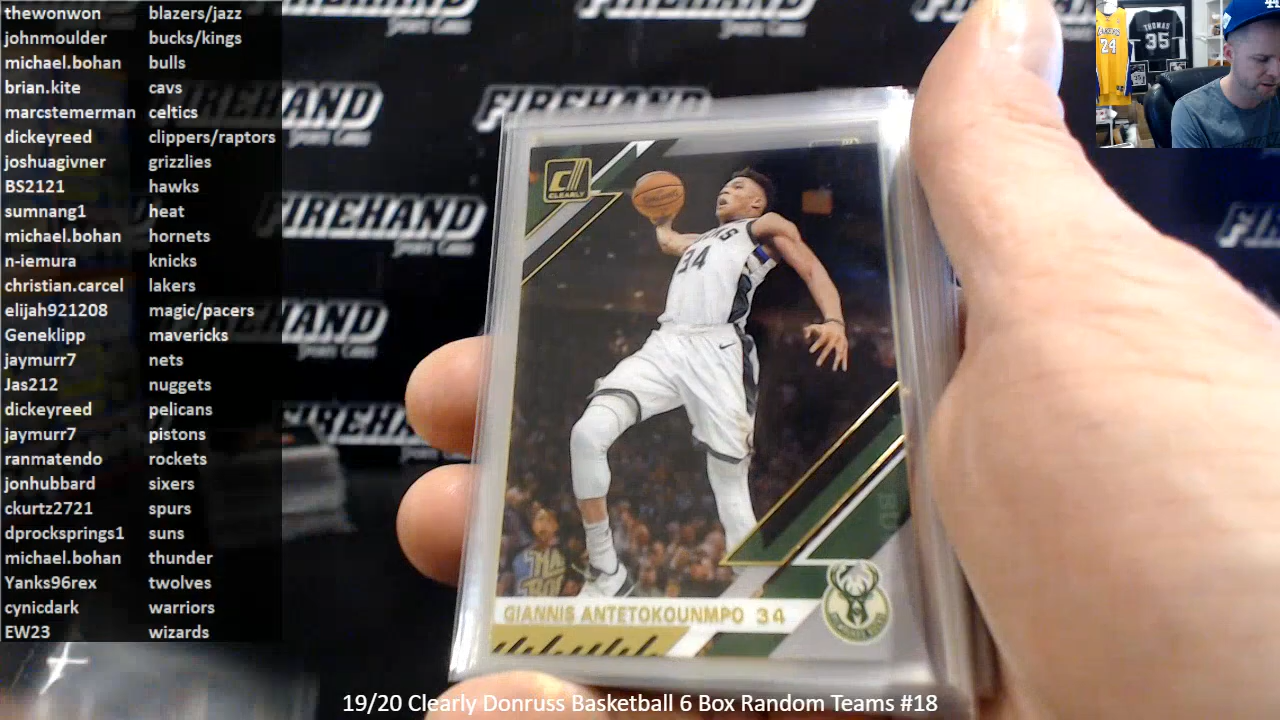 thewonwon blazers/jazz
johnmoulder bucks/kings
michael.bohan bulls
brian.kite cavs
marcstemerman celtics
dickeyreed clippers/raptors
joshuagivner grizzlies
BS2121 hawks
sumnang1 heat
michael.bohan hornets
n-iemura knicks
christian.carcel lakers
elijah921208 magic/pacers
Geneklipp mavericks
jaymurr7 nets
Jas212 nuggets
dickeyreed pelicans
jaymurr7 pistons
ranmatendo rockets
jonhubbard sixers
ckurtz2721 spurs
dprocksprings1 suns
michael.bohan thunder
Yanks96rex twolves
cynicdark warriors
EW23 wizards
FIREHAND
Sports Cards
FIREHAND
THOMAS
35
24
CLEARLY
34
GIANNIS ANTETOKOUNMPO 34
19/20 Clearly Donruss Basketball 6 Box Random Teams #18